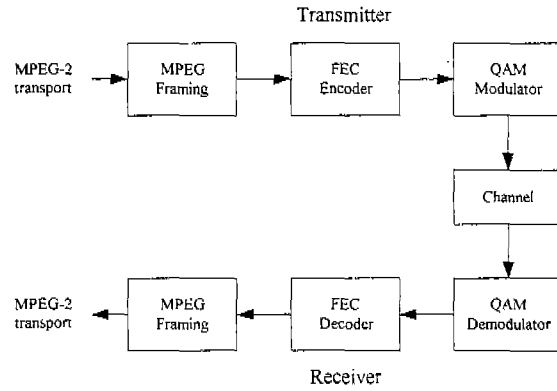 Transmitter
MPEG-2
transport
MPEG
Framing
FEC
Encoder
QAM
Modulator
Channel
MPEG-2
transport
MPEG
Framing
FEC
Decoder
QAM
Demodulator
Receiver